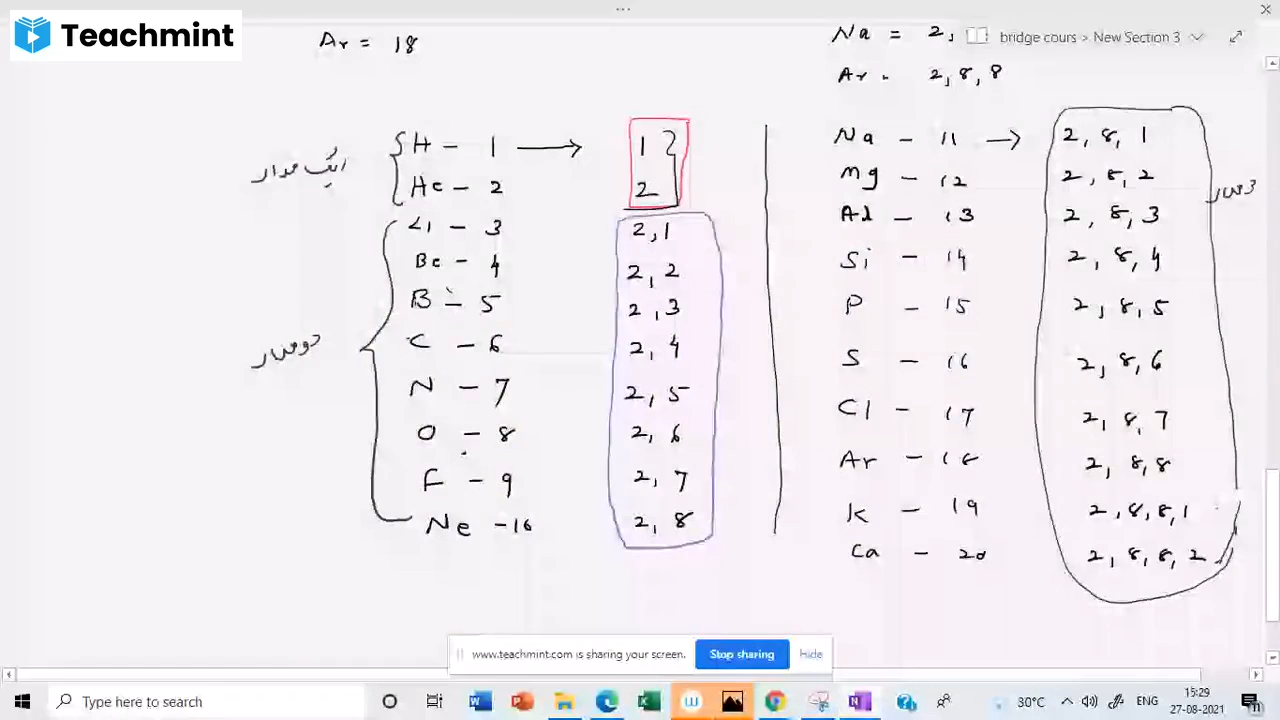 Teachmint
Ar = 18
Na = 2,
bridge cours > New Section 3
Ar . 2, 8, 8
H - 1 → 1
He - 2 2
ایک مدار
Li - 3 2,1
Be - 4 2, 2
B - 5 2, 3
C - 6 2, 4
N - 7 2, 5
O - 8 2, 6
F - 9 2, 7
Ne - 10 2, 8
دو مدار
Na - 11 → 2, 8, 1
Mg - 12 2, 8, 2
Al - 13 2, 8, 3
Si - 14 2, 8, 4
P - 15 2, 8, 5
S - 16 2, 8, 6
Cl - 17 2, 8, 7
Ar - 18 2, 8, 8
K - 19 2, 8, 8, 1
Ca - 20 2, 8, 8, 2
www.teachmint.com is sharing your screen. Stop sharing Hide
Type here to search
30°C ENG
15:29
27-08-2021